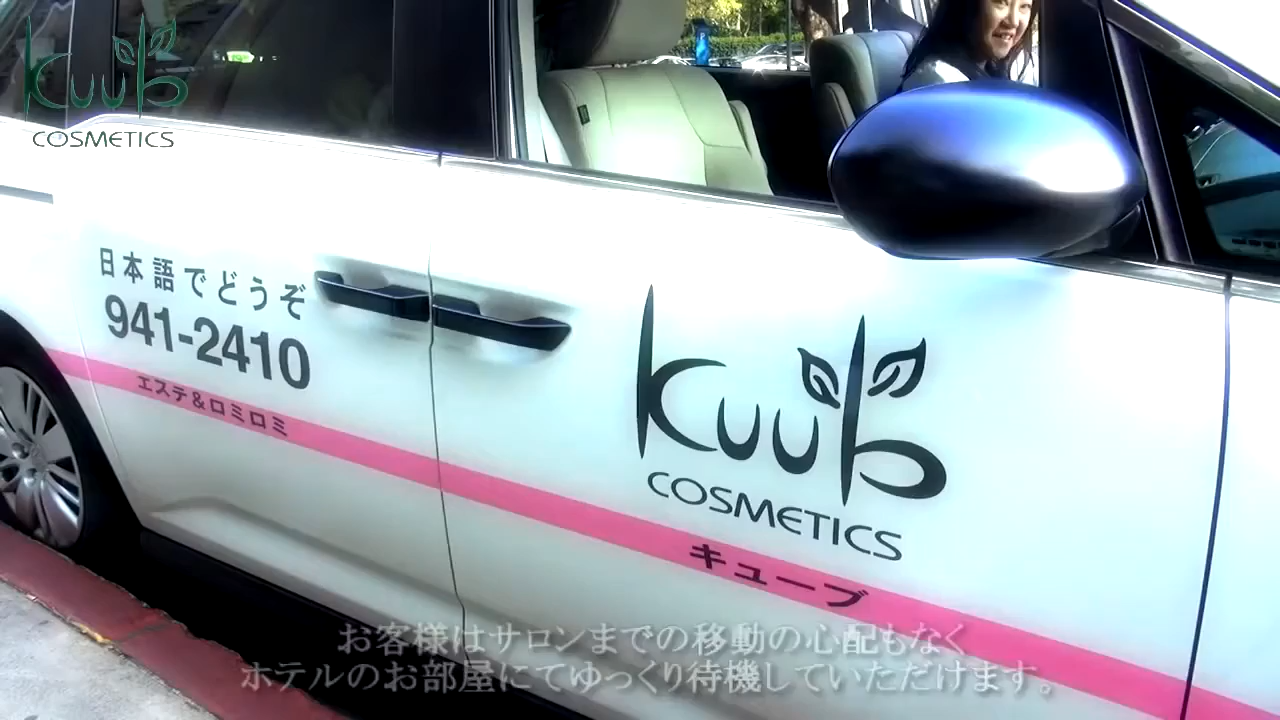 Kuub
COSMETICS
日本語でどうぞ
941-2410
エステ&ロミロミ
Kuub
COSMETICS
キューブ
お客様はサロンまでの移動の心配もなく
ホテルのお部屋にてゆっくり待機していただけます。